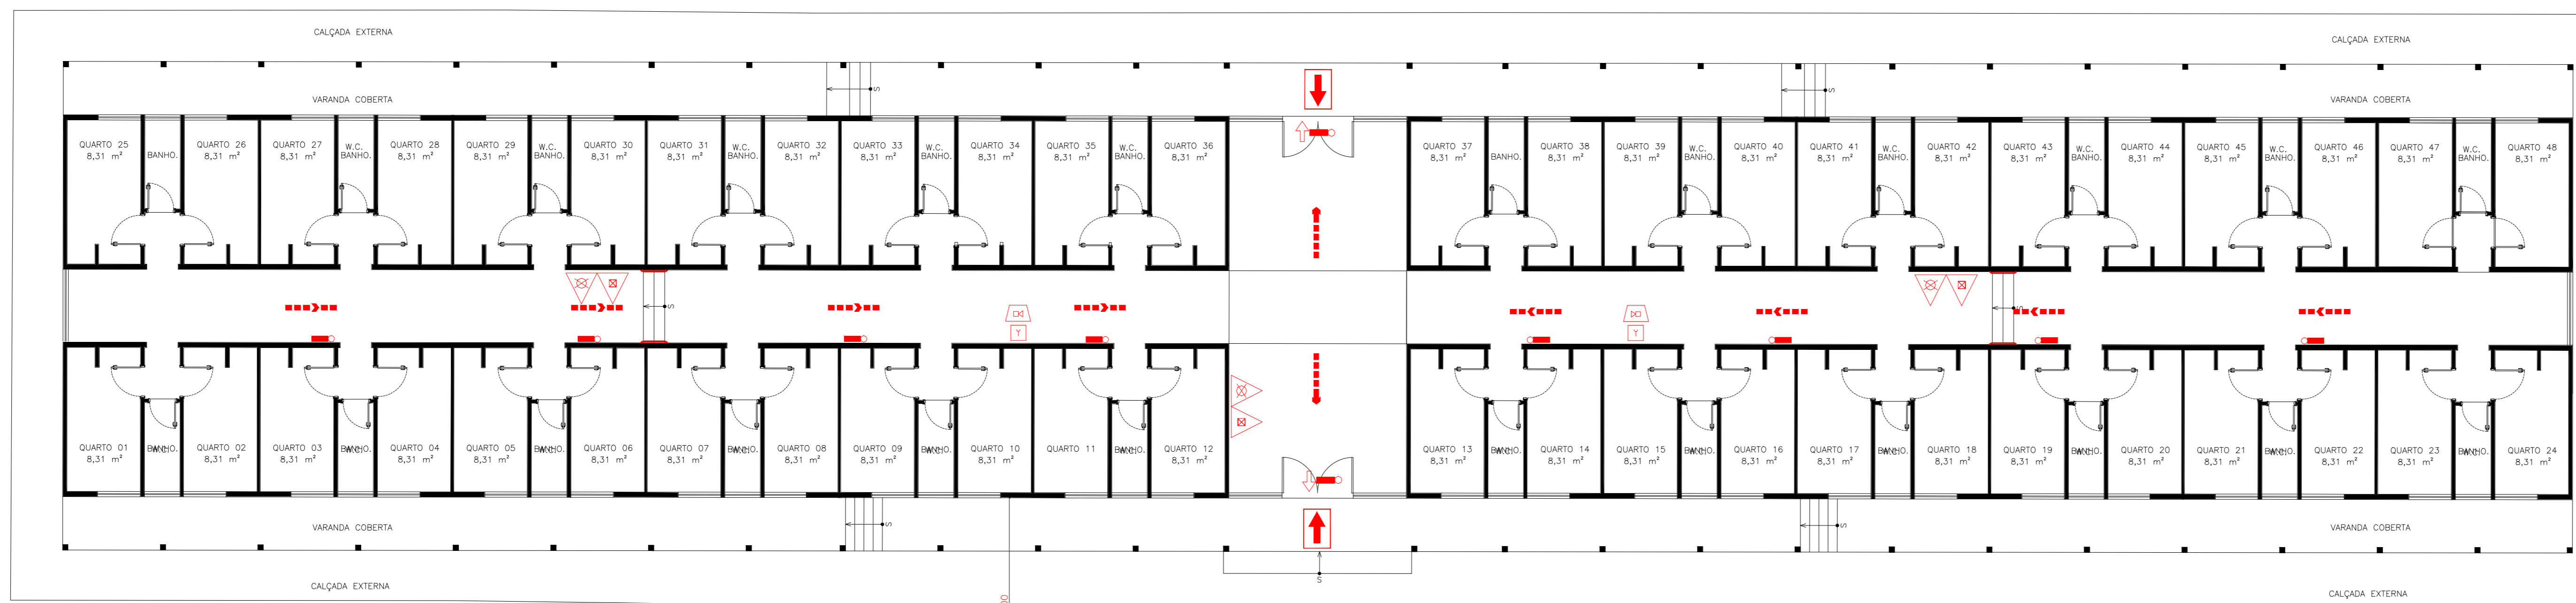 CALÇADA EXTERNA
CALÇADA EXTERNA
VARANDA COBERTA
S
S
VARANDA COBERTA
QUARTO 25
8,31 m²
BANHO.
QUARTO 26
8,31 m²
QUARTO 27
8,31 m²
W.C.
BANHO.
QUARTO 28
8,31 m²
QUARTO 29
8,31 m²
W.C.
BANHO.
QUARTO 30
8,31 m²
QUARTO 31
8,31 m²
W.C.
BANHO.
QUARTO 32
8,31 m²
QUARTO 33
8,31 m²
W.C.
BANHO.
QUARTO 34
8,31 m²
QUARTO 35
8,31 m²
W.C.
BANHO.
QUARTO 36
8,31 m²
QUARTO 37
8,31 m²
BANHO.
QUARTO 38
8,31 m²
QUARTO 39
8,31 m²
W.C.
BANHO.
QUARTO 40
8,31 m²
QUARTO 41
8,31 m²
W.C.
BANHO.
QUARTO 42
8,31 m²
QUARTO 43
8,31 m²
W.C.
BANHO.
QUARTO 44
8,31 m²
QUARTO 45
8,31 m²
W.C.
BANHO.
QUARTO 46
8,31 m²
QUARTO 47
8,31 m²
W.C.
BANHO.
QUARTO 48
8,31 m²
S
Y
Y
S
QUARTO 01
8,31 m²
BANHO.
QUARTO 02
8,31 m²
QUARTO 03
8,31 m²
BANHO.
QUARTO 04
8,31 m²
QUARTO 05
8,31 m²
BANHO.
QUARTO 06
8,31 m²
QUARTO 07
8,31 m²
BANHO.
QUARTO 08
8,31 m²
QUARTO 09
8,31 m²
BANHO.
QUARTO 10
8,31 m²
QUARTO 11
BANHO.
QUARTO 12
8,31 m²
QUARTO 13
8,31 m²
BANHO.
QUARTO 14
8,31 m²
QUARTO 15
8,31 m²
BANHO.
QUARTO 16
8,31 m²
QUARTO 17
8,31 m²
BANHO.
QUARTO 18
8,31 m²
QUARTO 19
8,31 m²
BANHO.
QUARTO 20
8,31 m²
QUARTO 21
8,31 m²
BANHO.
QUARTO 22
8,31 m²
QUARTO 23
8,31 m²
BANHO.
QUARTO 24
8,31 m²
VARANDA COBERTA
S
S
VARANDA COBERTA
S
CALÇADA EXTERNA
CALÇADA EXTERNA